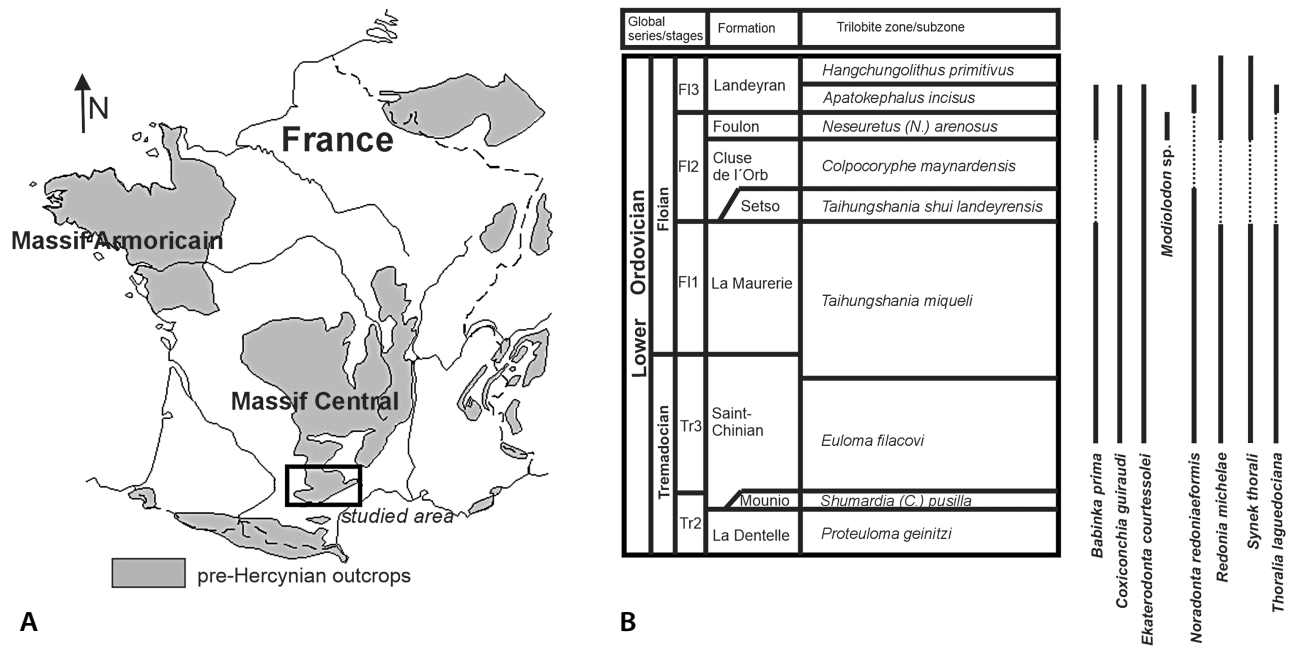 N
France
Massif Armoricain
Massif Central
studied area
pre-Hercynian outcrops
A
Global
series/stages
Formation
Trilobite zone/subzone
Lower Ordovician
Floian
Tremadocian
Fl3
Landeyran
Hangchungolithus primitivus
Apatokephalus incisus
Fl2
Foulon
Neseuretus (N.) arenosus
Cluse
de l´Orb
Colpocoryphe maynardensis
Setso
Taihungshania shui landeyrensis
Fl1
La Maurerie
Taihungshania miqueli
Tr3
Saint-
Chinian
Euloma filacovi
Mounio
Shumardia (C.) pusilla
Tr2
La Dentelle
Proteuloma geinitzi
Babinka prima
Coxiconchia guiraudi
Ekaterodonta courtessolei
Modiolodon sp.
Noradonta redoniaeformis
Redonia michelae
Synek thorali
Thoralia laguedociana
B